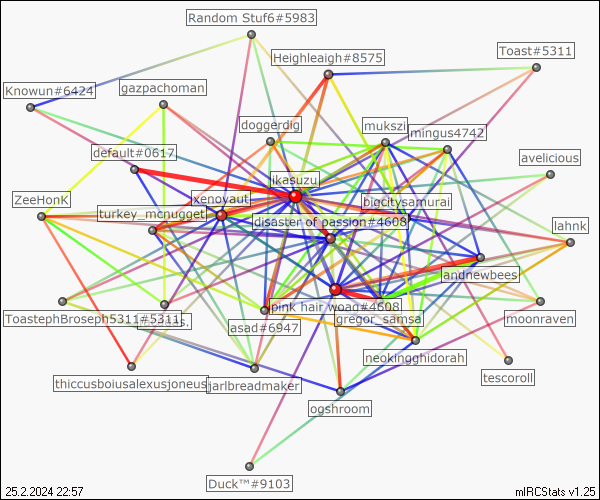 Random Stuf6#5983
Heighleaigh#8575
Toast#5311
Knowun#6424
gazpachoman
doggerdig
mukszi
mingus4742
default#0617
avelicious
ikasuzu
ZeeHonK
xenoyaut
bigcitysamurai
turkey_mcnugget
disaster of passion#4608
lahnk
andnewbees
pink hair woag#4608
moonraven
ToastephBroseph5311#5311
s.
asad#6947
gregor_samsa
neokingghidorah
tescoroll
thiccusboiusalexusjoneus
jarlbreadmaker
ogshroom
Duck™#9103
25.2.2024 22:57
mIRCStats v1.25